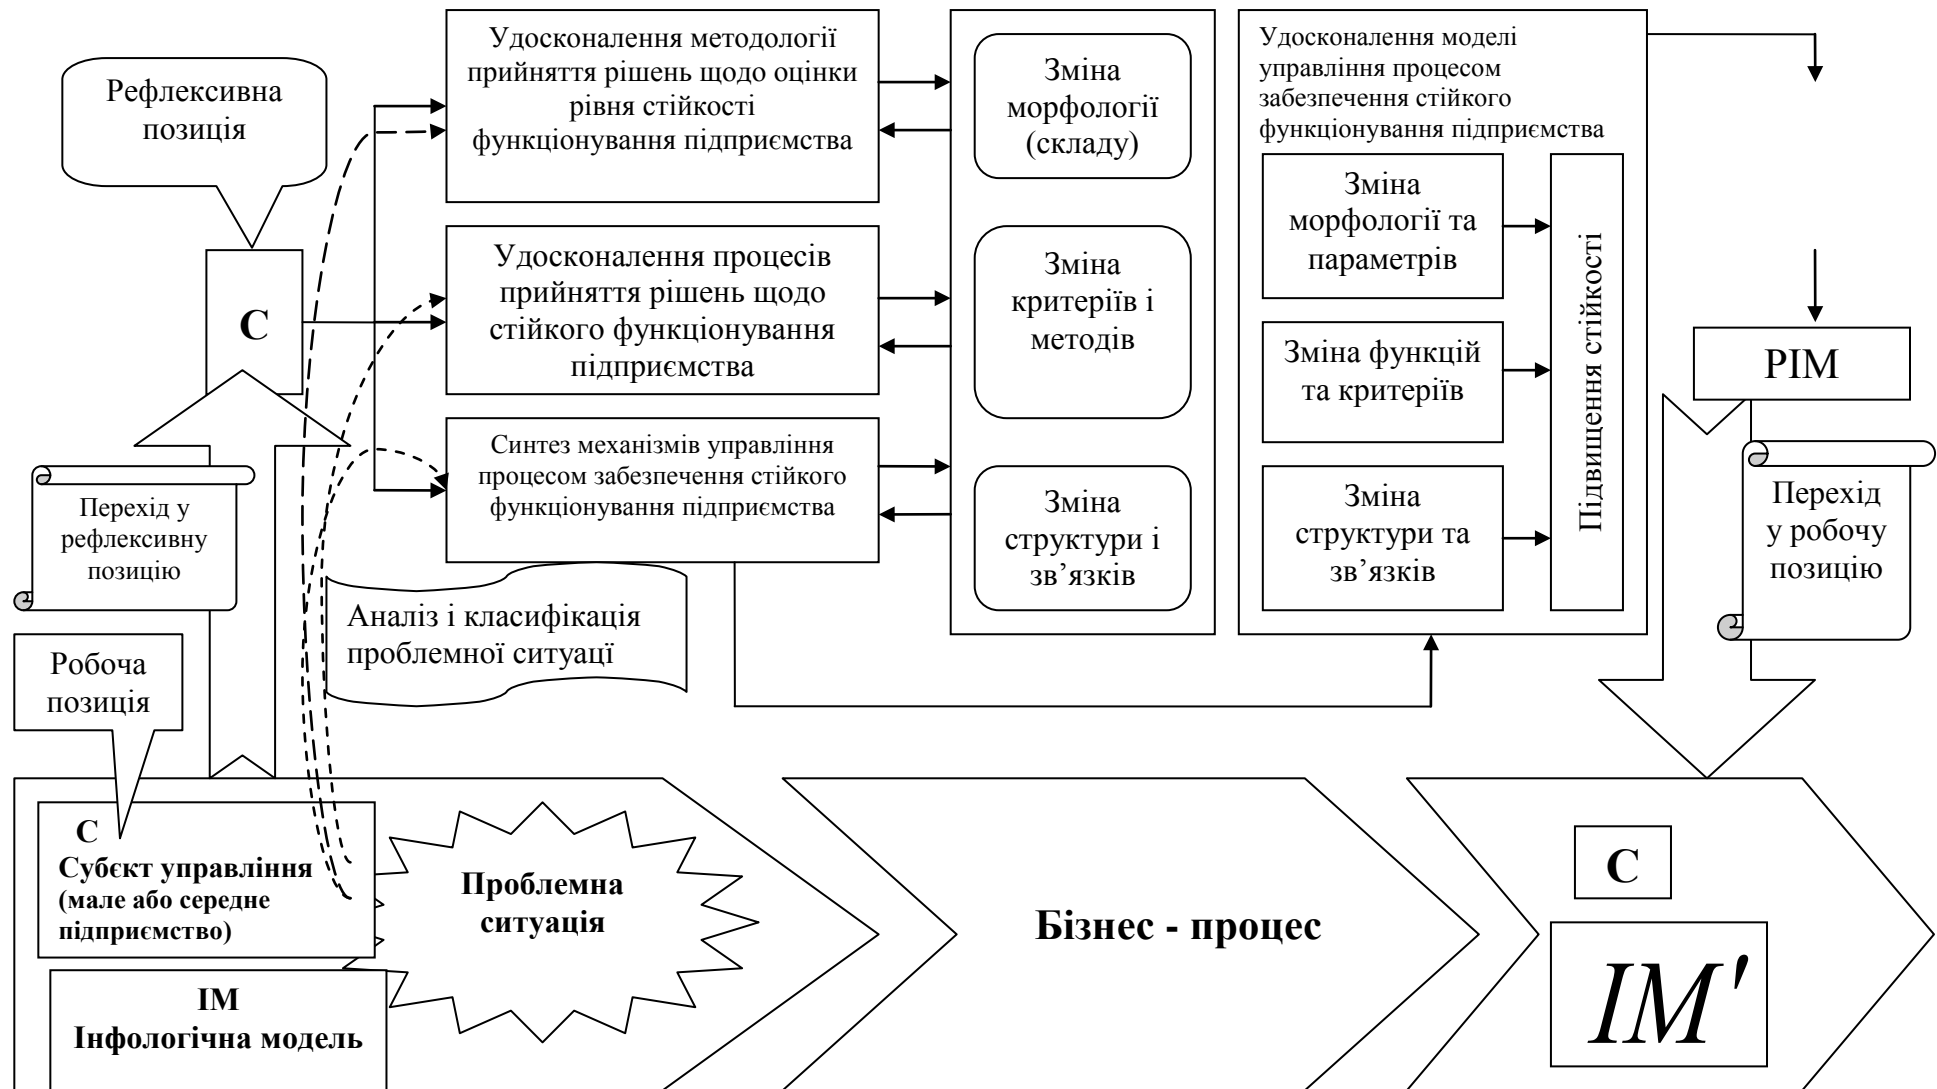 Рефлексивна
позиція
С
Удосконалення методології
прийняття рішень щодо оцінки
рівня стійкості
функціонування підприємства
Удосконалення процесів
прийняття рішень щодо
стійкого функціонування
підприємства
Синтез механізмів управління
процесом забезпечення стійкого
функціонування підприємства
Зміна
морфології
(складу)
Зміна
критеріїв і
методів
Зміна
структури і
зв’язків
Удосконалення моделі
управління процесом
забезпечення стійкого
функціонування підприємства
Зміна
морфології та
параметрів
Зміна функцій
та критеріїв
Зміна
структури та
зв’язків
Підвищення стійкості
РІМ
Перехід
у робочу
позицію
Перехід у
рефлексивну
позицію
Аналіз і класифікація
проблемної ситуації
Робоча
позиція
С
Субєкт управління
(мале або середне
підприємство)
ІМ
Інфологічна модель
Проблемна
ситуація
Бізнес - процес
С
ІМ'